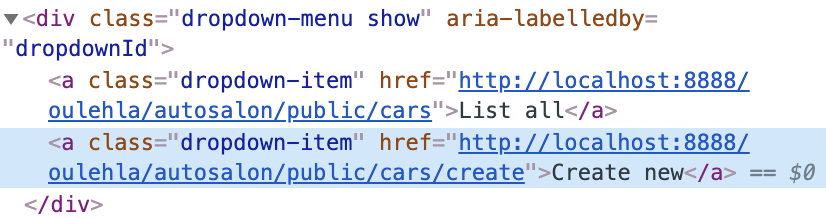 ▼<div class="dropdown-menu show" aria-labelledby=
"dropdownId">
<a class="dropdown-item" href="http://localhost:8888/
oulehla/autosalon/public/cars">List all</a>
<a class="dropdown-item" href="http://localhost:8888/
oulehla/autosalon/public/cars/create">Create new</a> == $0
</div>